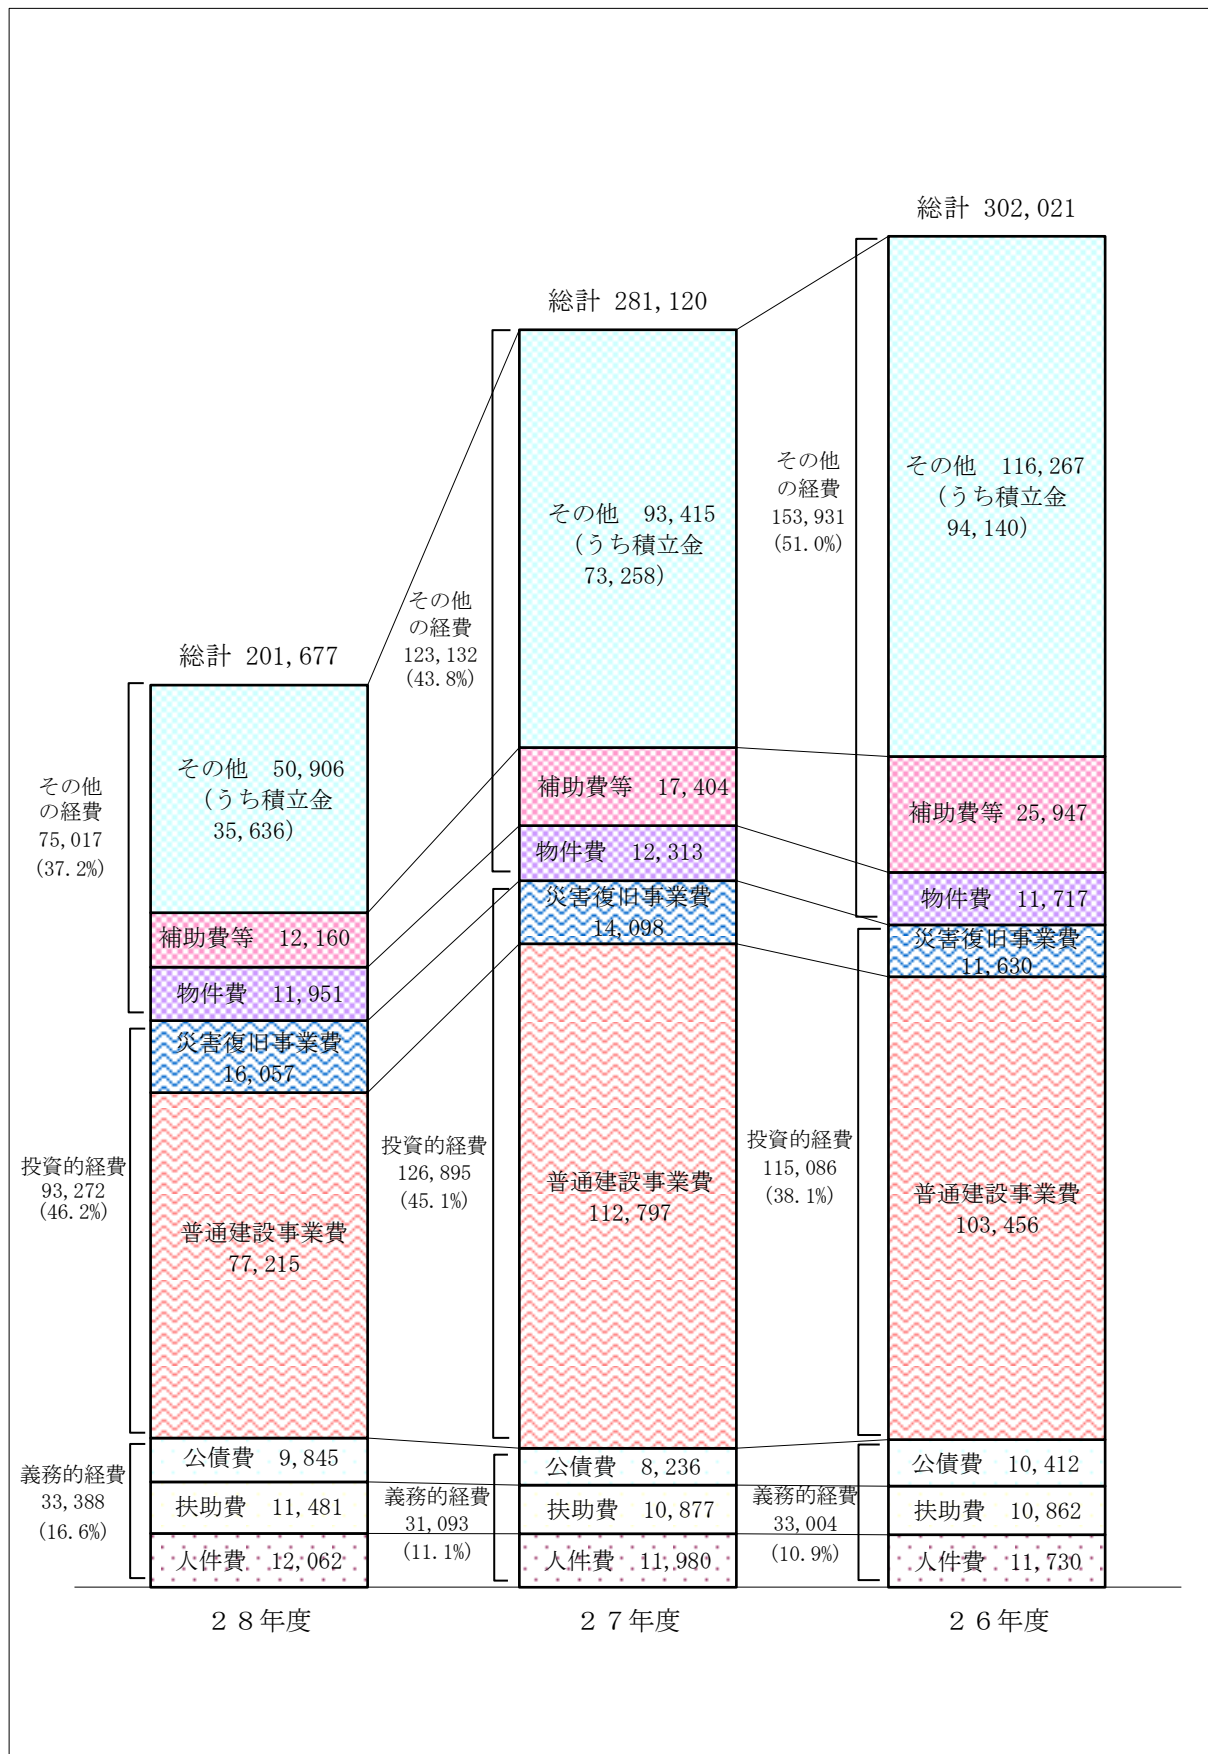 総計 302,021
総計 281,120
総計 201,677
その他
の経費
75,017
(37.2%)
その他 50,906
(うち積立金
35,636)
補助費等 12,160
物件費 11,951
災害復旧事業費
16,057
投資的経費
93,272
(46.2%)
普通建設事業費
77,215
義務的経費
33,388
(16.6%)
公債費 9,845
扶助費 11,481
人件費 12,062
28年度
その他
の経費
123,132
(43.8%)
その他 93,415
(うち積立金
73,258)
補助費等 17,404
物件費 12,313
災害復旧事業費
14,098
投資的経費
126,895
(45.1%)
普通建設事業費
112,797
義務的経費
31,093
(11.1%)
公債費 8,236
扶助費 10,877
人件費 11,980
27年度
その他
の経費
153,931
(51.0%)
その他 116,267
(うち積立金
94,140)
補助費等 25,947
物件費 11,717
災害復旧事業費
11,630
投資的経費
115,086
(38.1%)
普通建設事業費
103,456
義務的経費
33,004
(10.9%)
公債費 10,412
扶助費 10,862
人件費 11,730
26年度